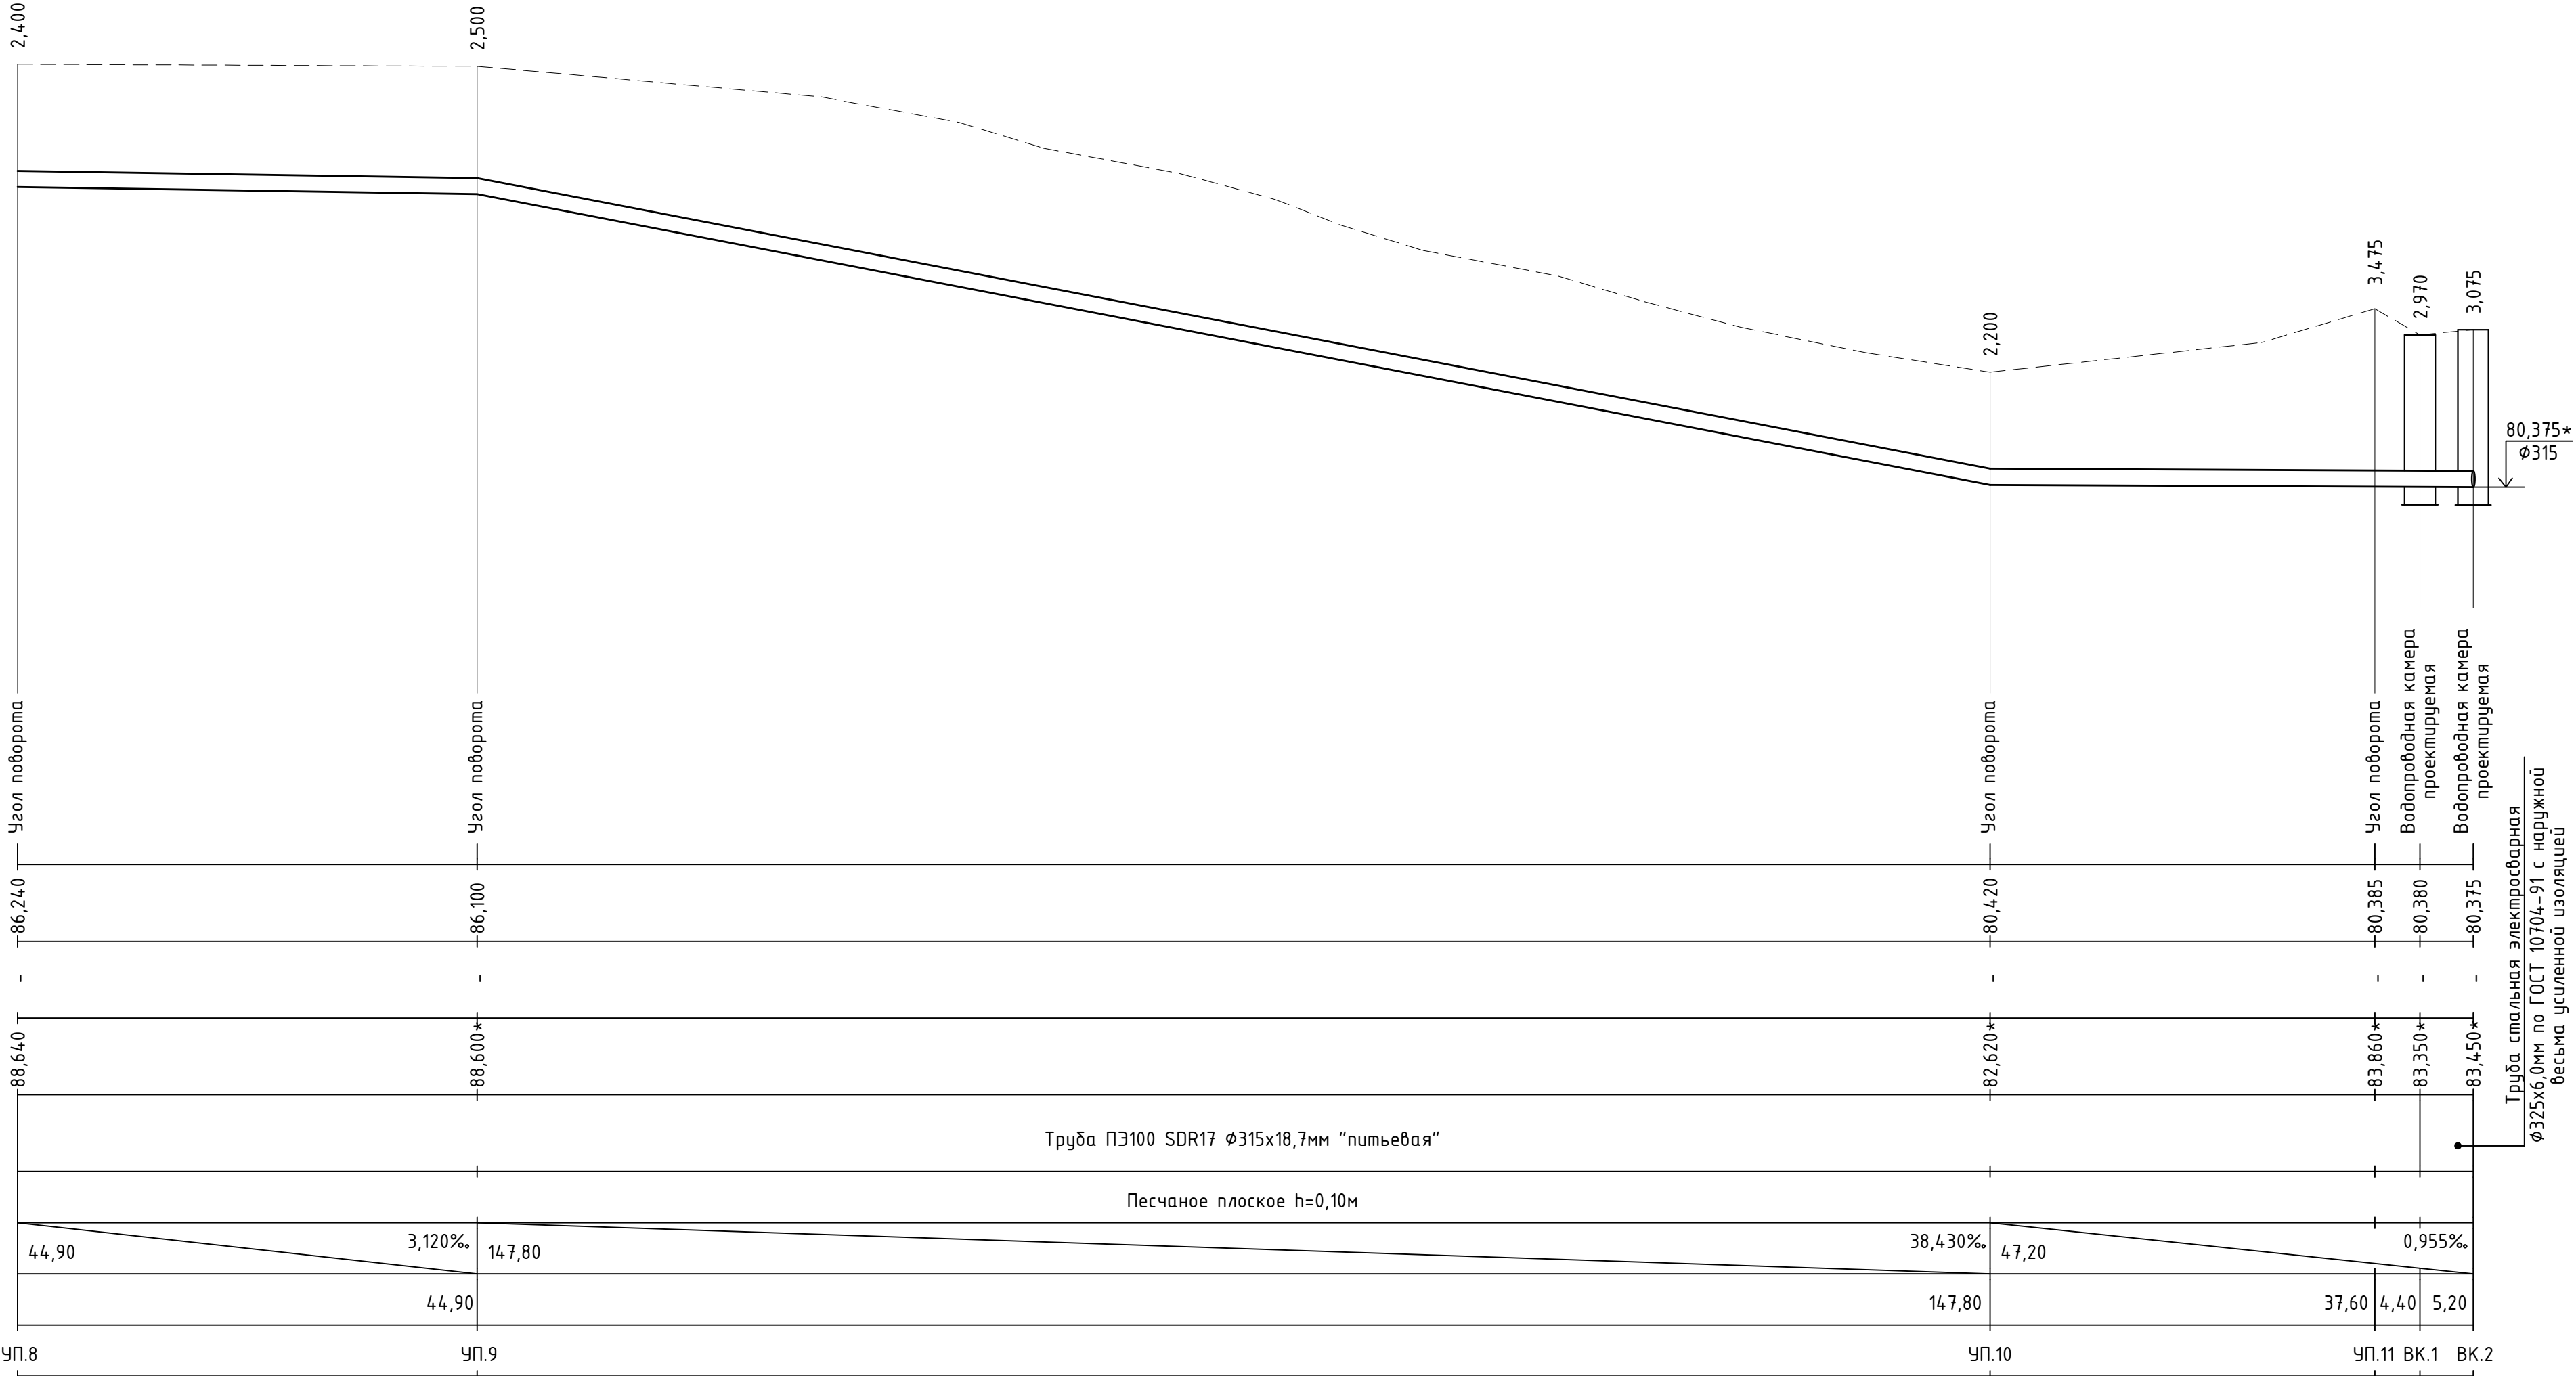 2,400
2,500
2,200
3,475
2,970
3,075
80,375*
Ø315
Угол поворота
Угол поворота
Угол поворота
Угол поворота
Водопроводная камера
проектируемая
Водопроводная камера
проектируемая
Труба стальная электросварная
Ø325х6,0мм по ГОСТ 10704-91 с наружной
весьма усиленной изоляцией
86,240
86,100
80,420
80,385
80,380
80,375
-
-
-
-
-
-
88,640
88,600*
82,620*
83,860*
83,350*
83,450*
Труба ПЭ100 SDR17 Ø315х18,7мм "питьевая"
Песчаное плоское h=0,10м
44,90
3,120‰
147,80
38,430‰
47,20
0,955‰
44,90
147,80
37,60
4,40
5,20
УП.8
УП.9
УП.10
УП.11
ВК.1
ВК.2